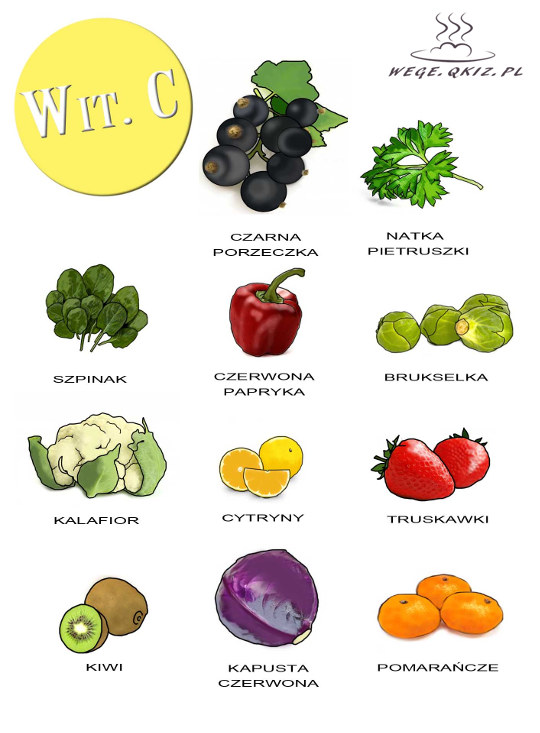 WIT. C
WEGE.QKIZ.PL
CZARNA
PORZECZKA
NATKA
PIETRUSZKI
SZPINAK
CZERWONA
PAPRYKA
BRUKSELKA
KALAFIOR
CYTRYNY
TRUSKAWKI
KIWI
KAPUSTA
CZERWONA
POMARAŃCZE